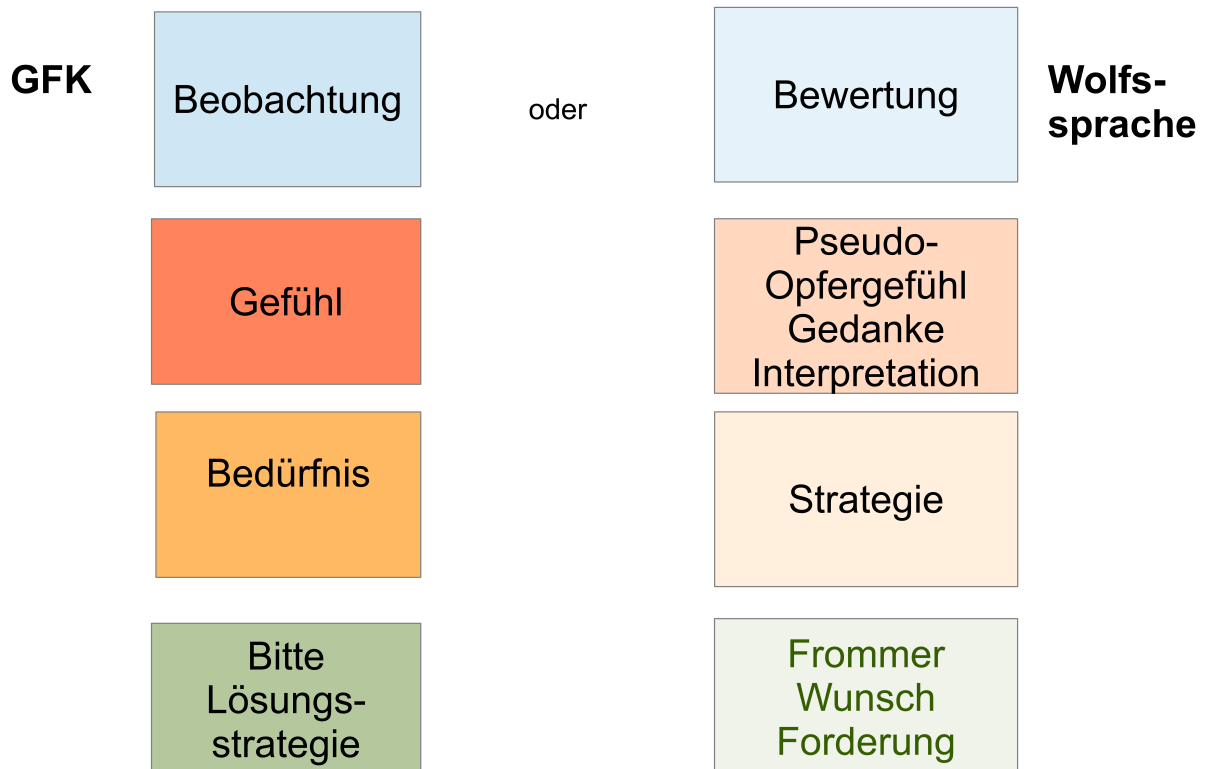 GFK
Beobachtung
oder
Bewertung
Wolfs-
sprache
Gefühl
Pseudo-
Opfergefühl
Gedanke
Interpretation
Bedürfnis
Strategie
Bitte
Lösungs-
strategie
Frommer
Wunsch
Forderung